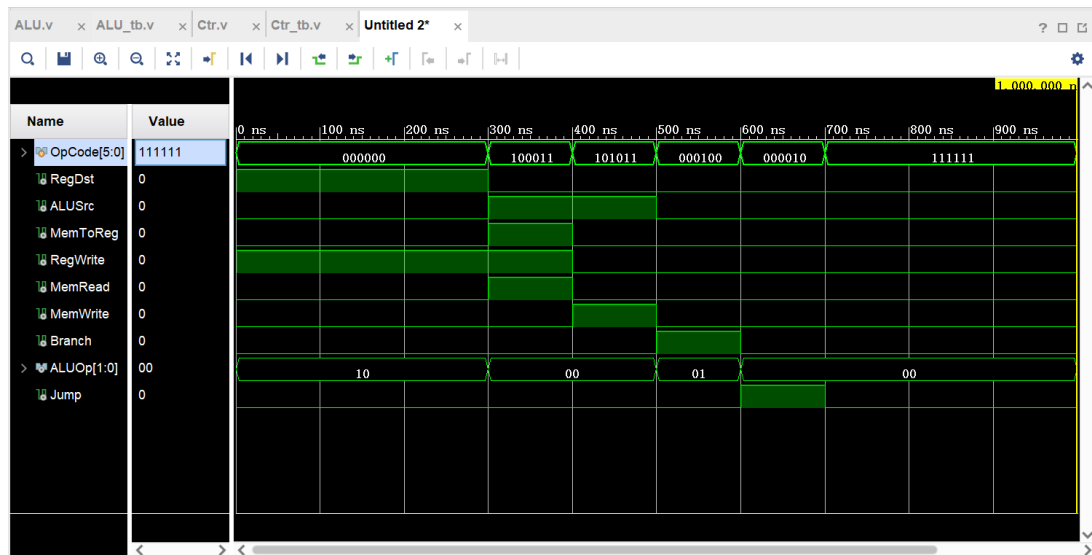 ALU.v × ALU_tb.v × Ctr.v × Ctr_tb.v × Untitled 2* × ?
1,000,000 n
Name Value
0 ns 100 ns 200 ns 300 ns 400 ns 500 ns 600 ns 700 ns 800 ns 900 ns
> OpCode[5:0] 111111 000000 100011 101011 000100 000010 111111
RegDst 0
ALUSrc 0
MemToReg 0
RegWrite 0
MemRead 0
MemWrite 0
Branch 0
> ALUOp[1:0] 00 10 00 01 00
Jump 0